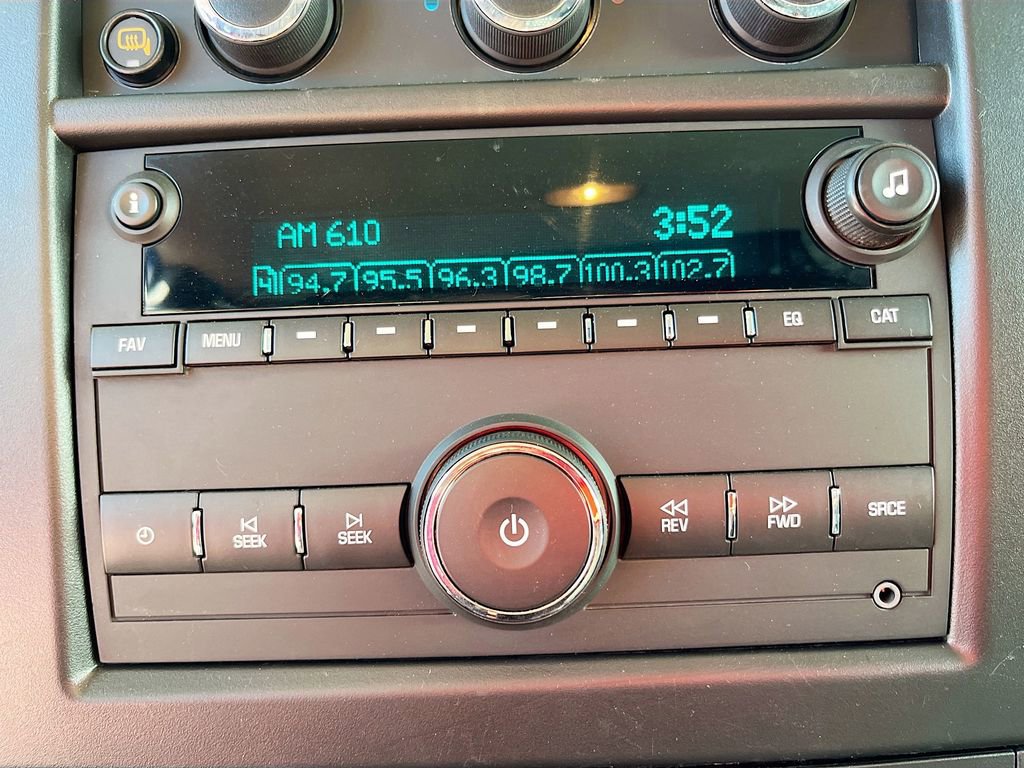 i
AM 610 3:52
4 94.7 95.5 96.3 98.7 100.3 102.7
FAV MENU EQ CAT
SEEK SEEK REV FWD SRCE